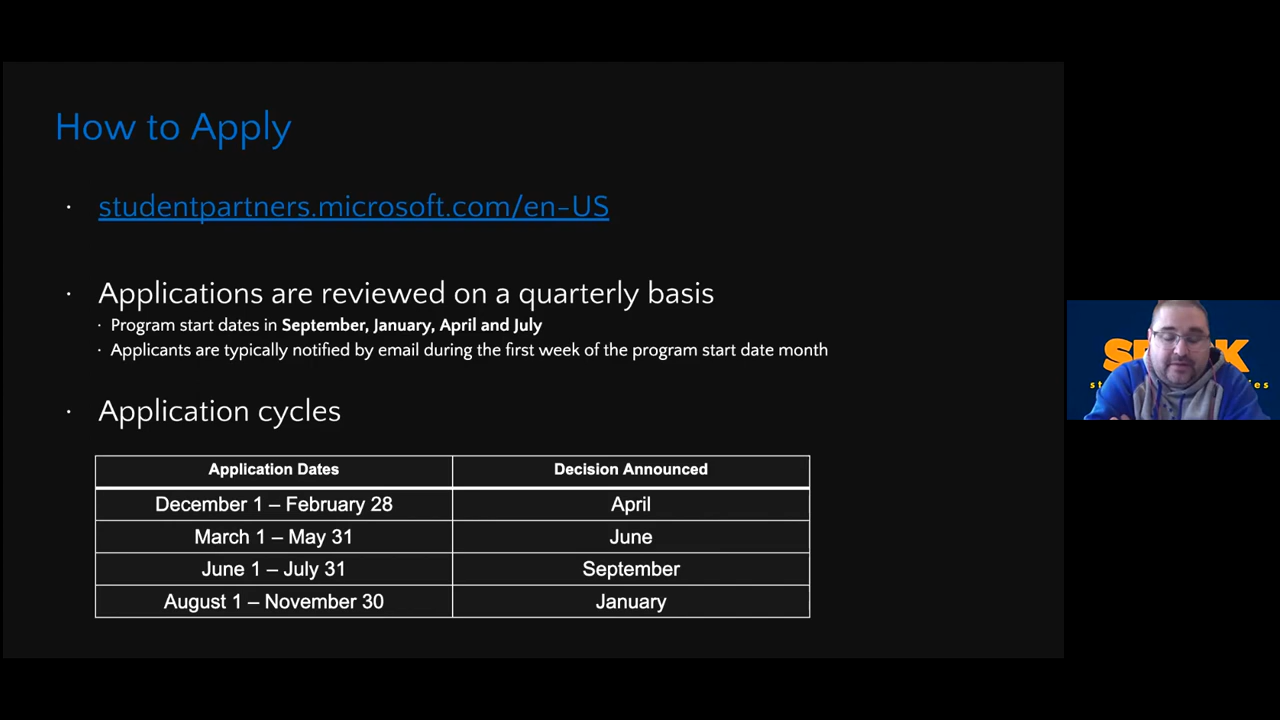 How to Apply
· studentpartners.microsoft.com/en-US
· Applications are reviewed on a quarterly basis
· Program start dates in September, January, April and July
· Applicants are typically notified by email during the first week of the program start date month
· Application cycles
Application Dates Decision Announced
December 1 – February 28 April
March 1 – May 31 June
June 1 – July 31 September
August 1 – November 30 January